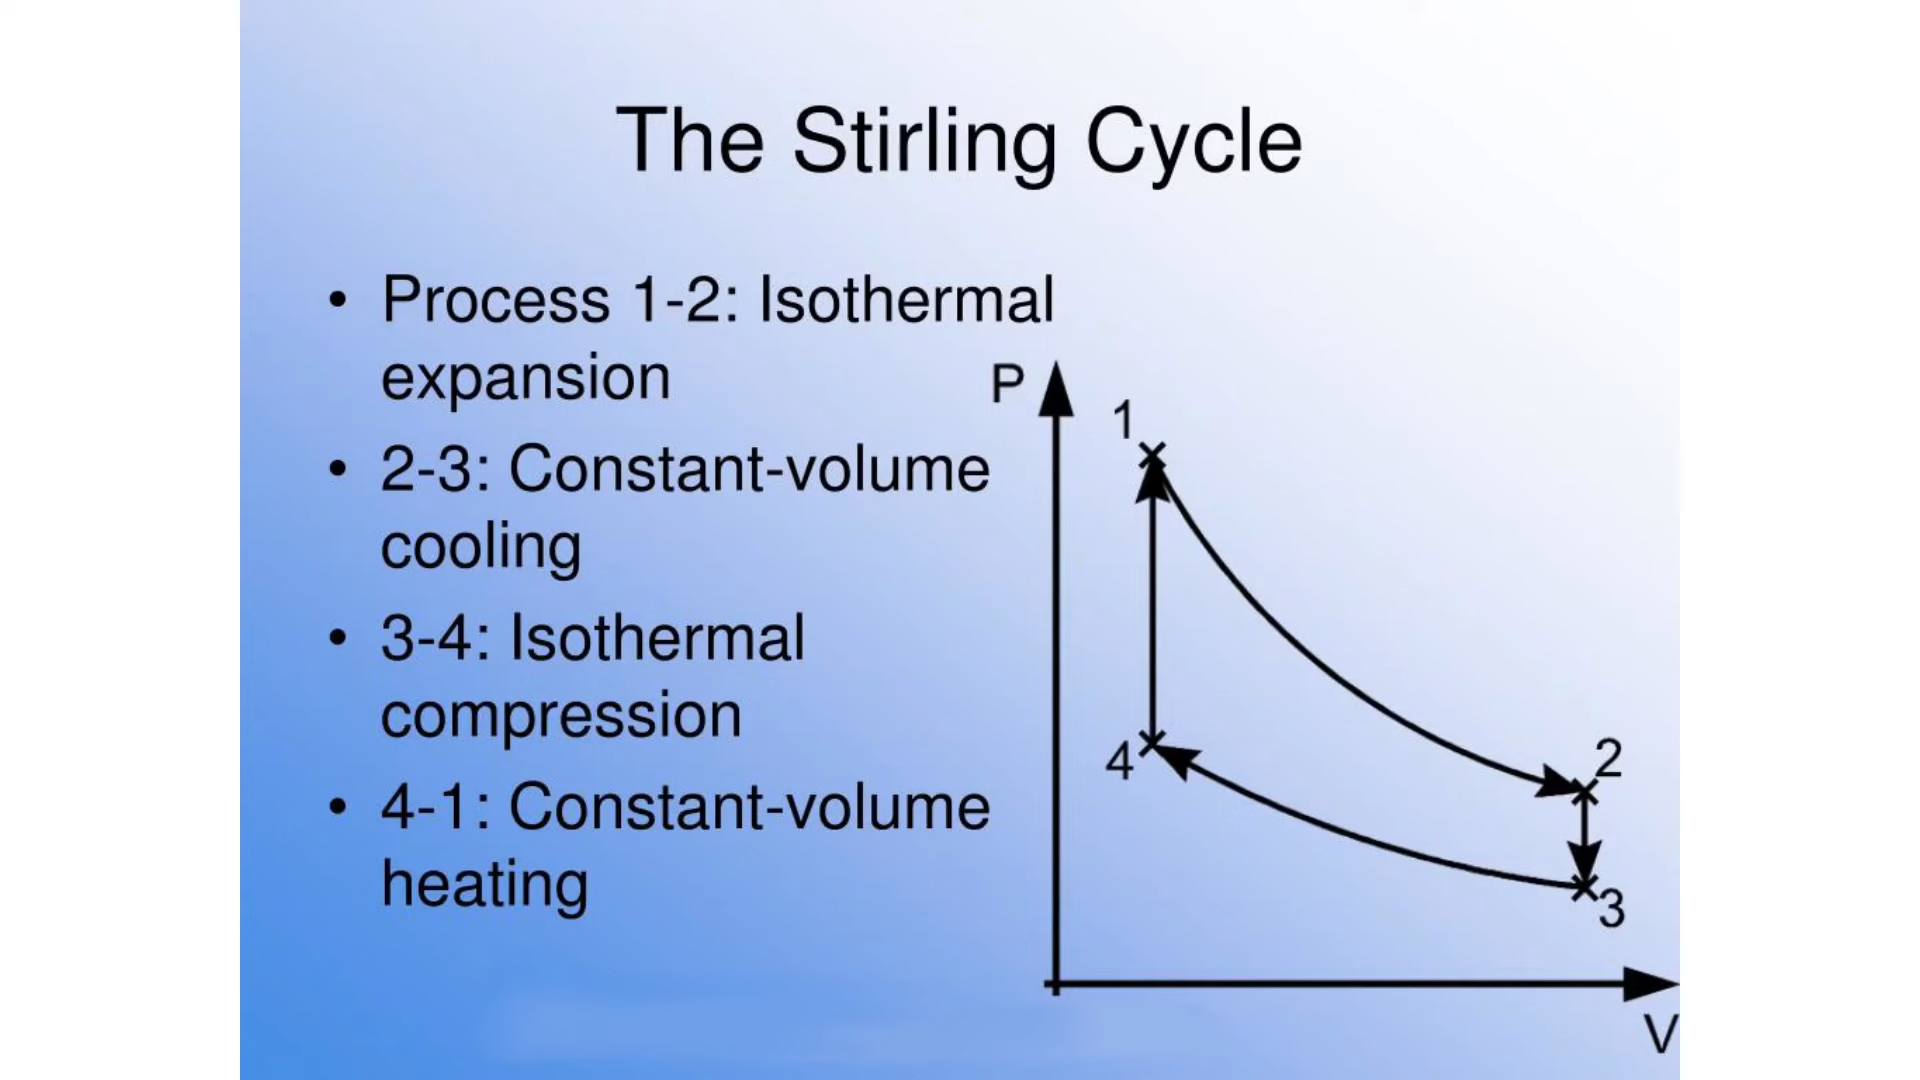 The Stirling Cycle
• Process 1-2: Isothermal
expansion
• 2-3: Constant-volume
cooling
• 3-4: Isothermal
compression
• 4-1: Constant-volume
heating
P
1
2
4
3
V